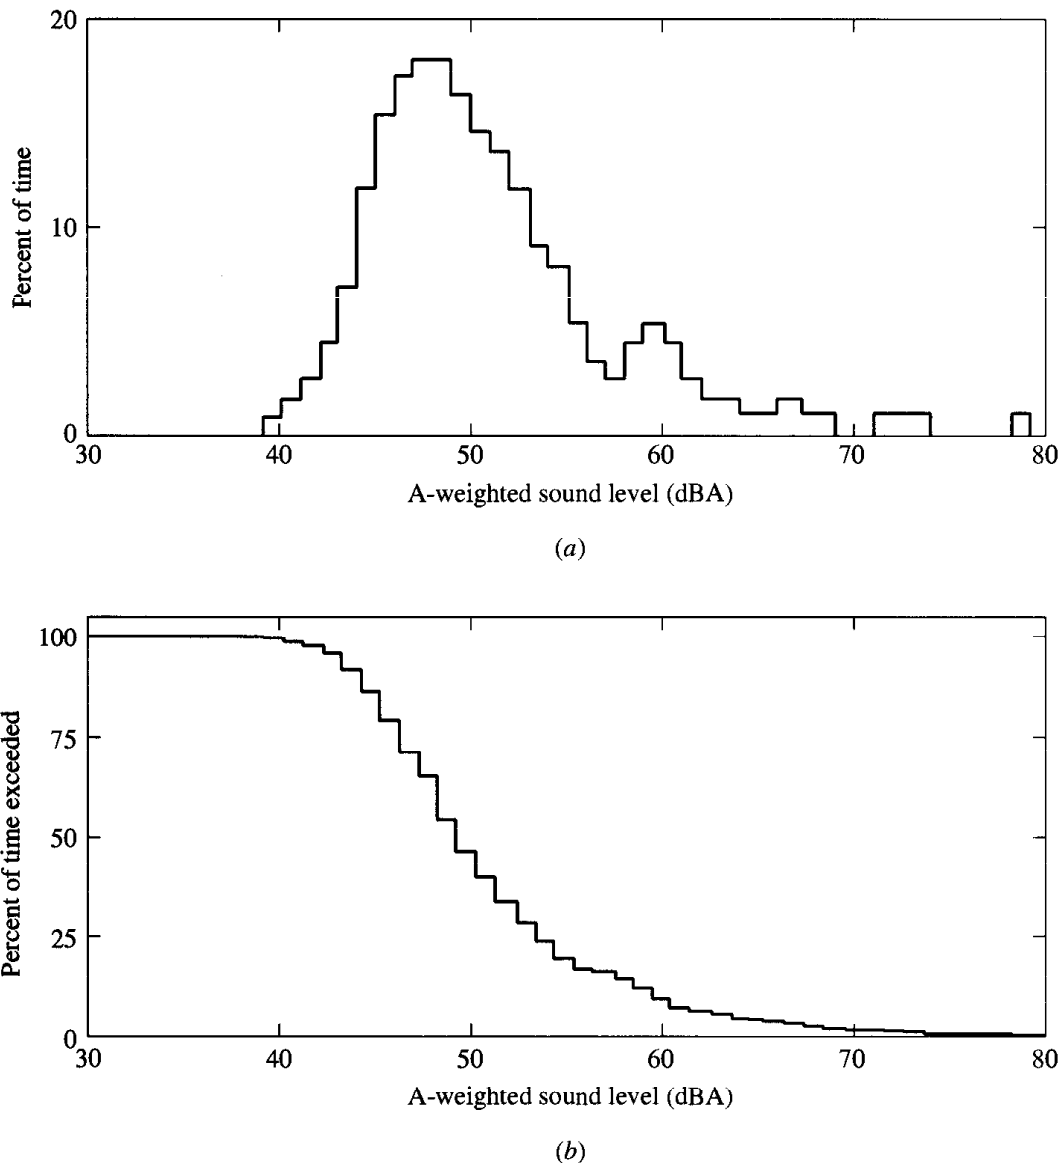 20
10
0
Percent of time
30 40 50 60 70 80
A-weighted sound level (dBA)
(a)
100
75
50
25
0
Percent of time exceeded
30 40 50 60 70 80
A-weighted sound level (dBA)
(b)